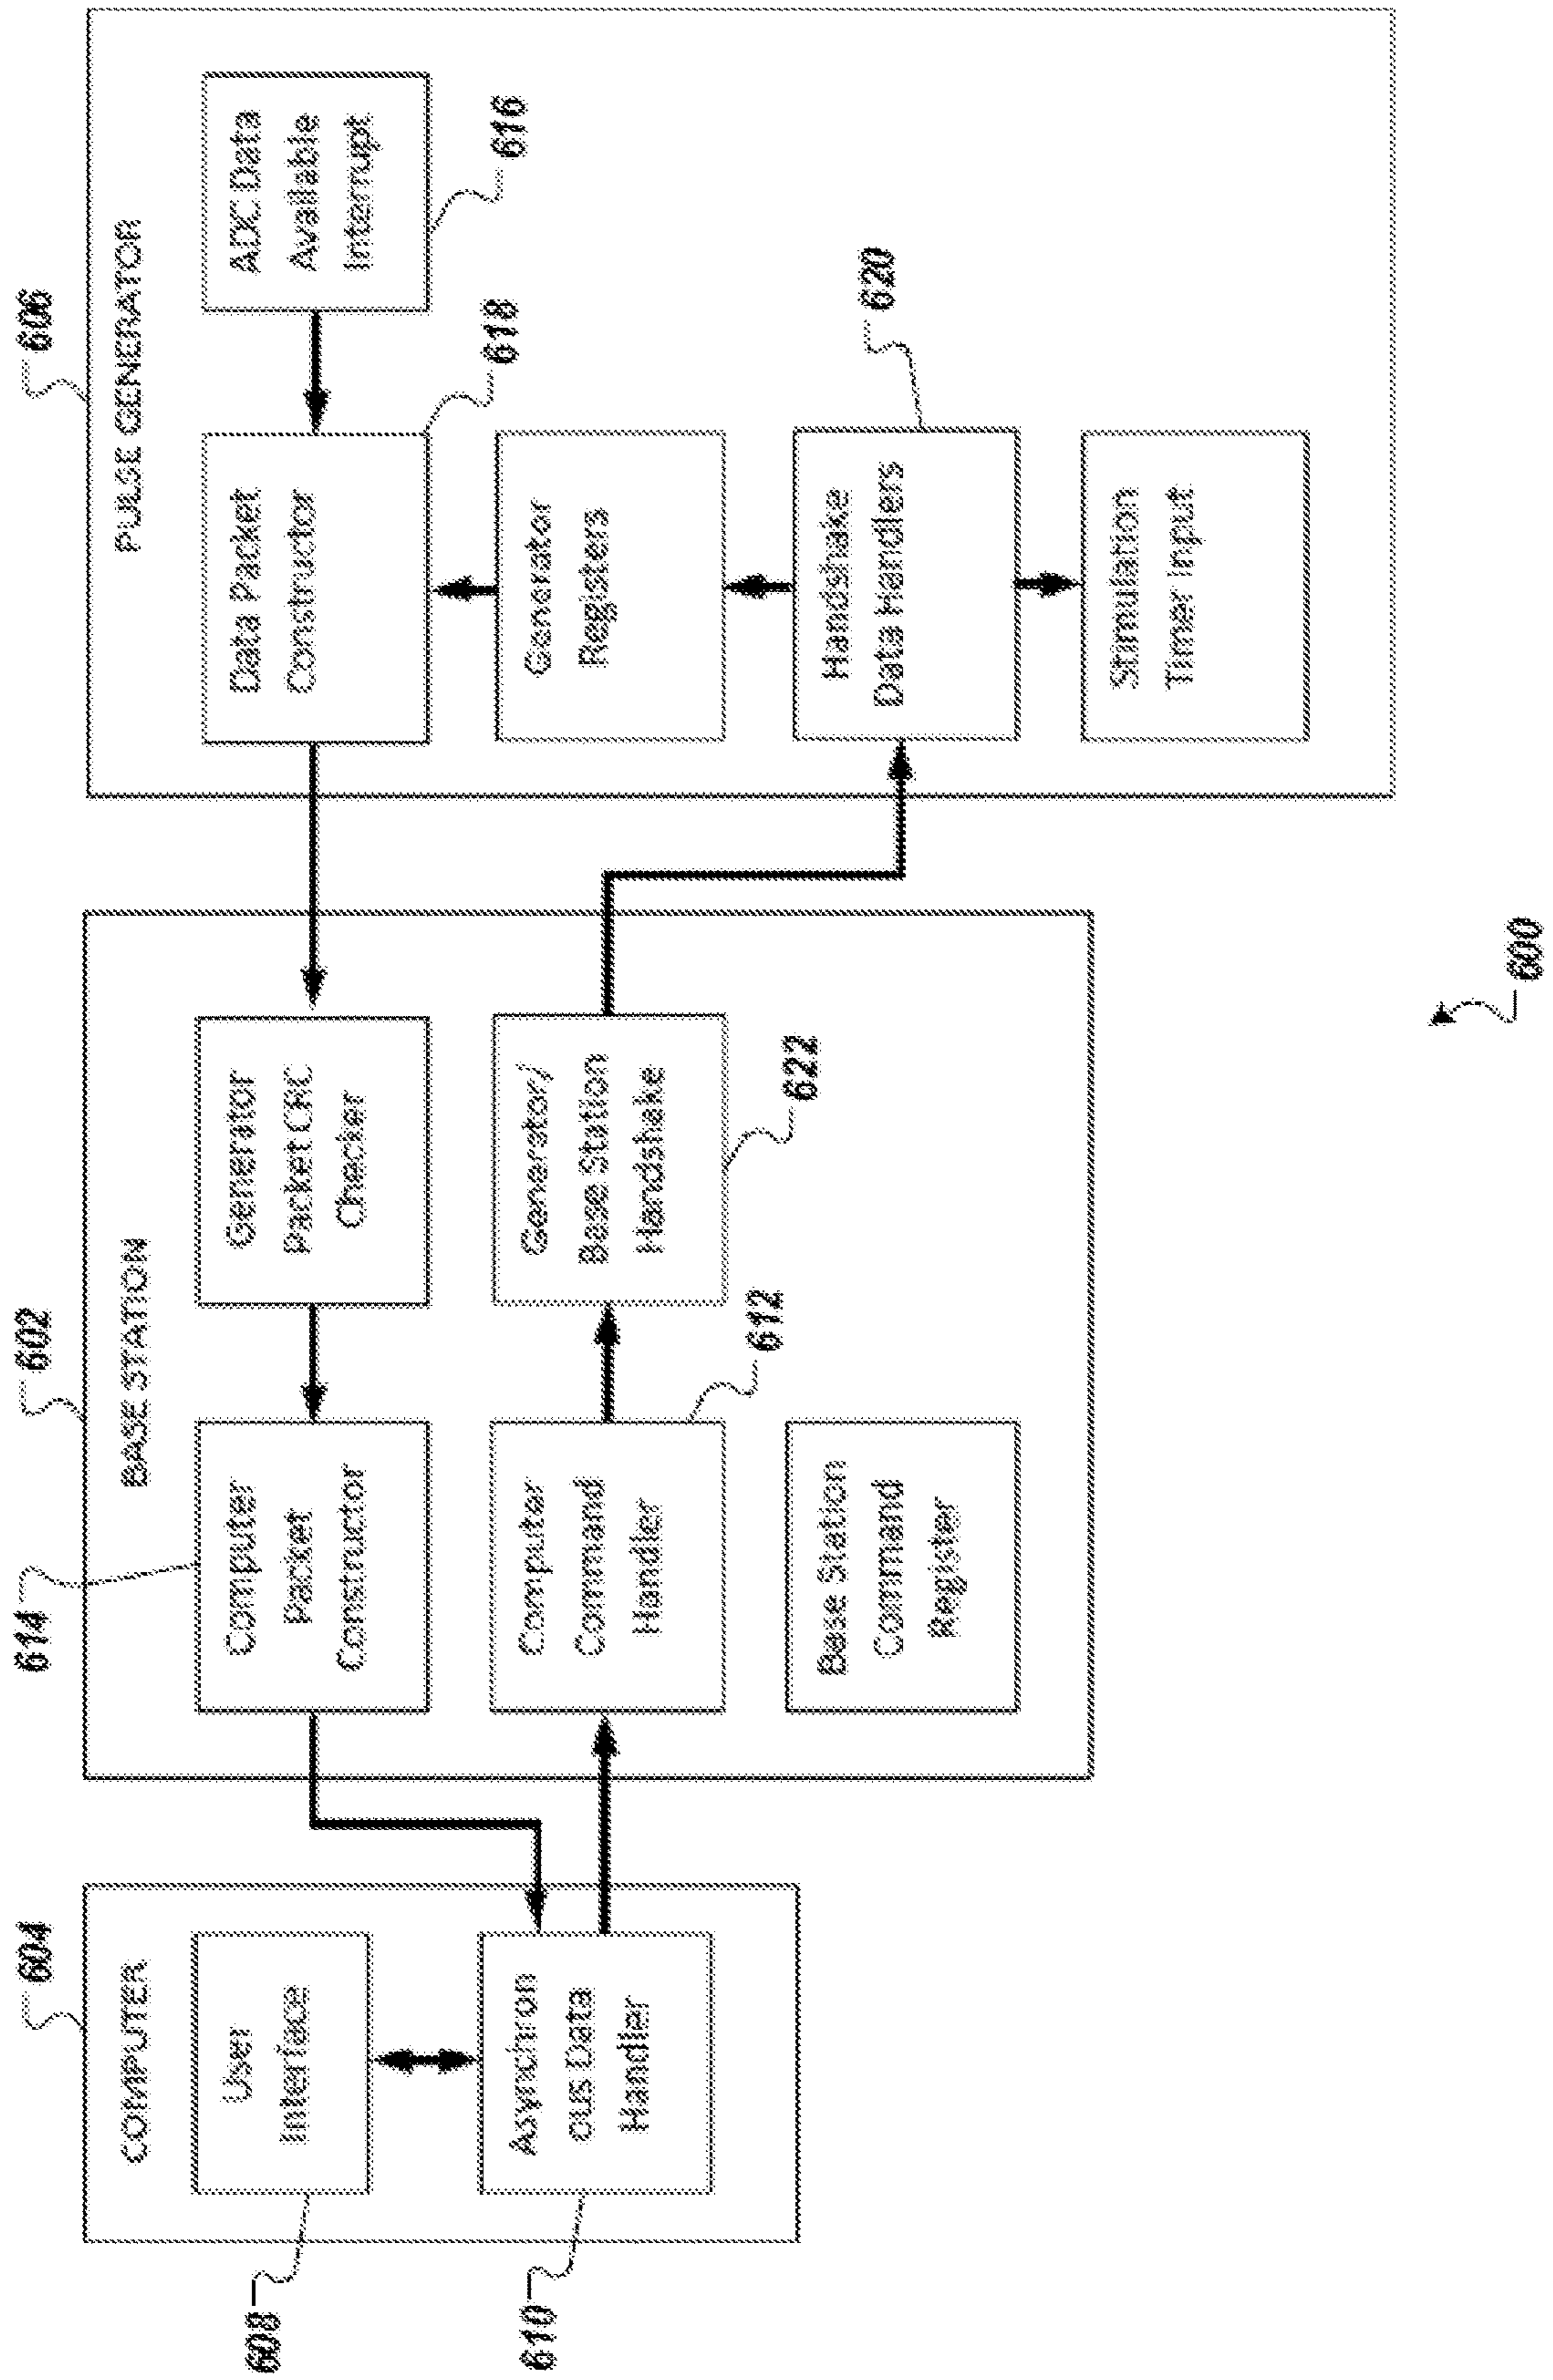 604
COMPUTER
User
Interface
608
Asynchron
ous Data
Handler
610
602
BASE STATION
614
Computer
Packet
Constructor
Generator
Packet CRC
Checker
Computer
Command
Handler
612
Generator/
Base Station
Handshake
622
Base Station
Command
Register
606
PULSE GENERATOR
Data Packet
Constructor
618
ADC Data
Available
Interrupt
616
Generator
Registers
Handshake
Data Handlers
620
Stimulation
Timer Input
600